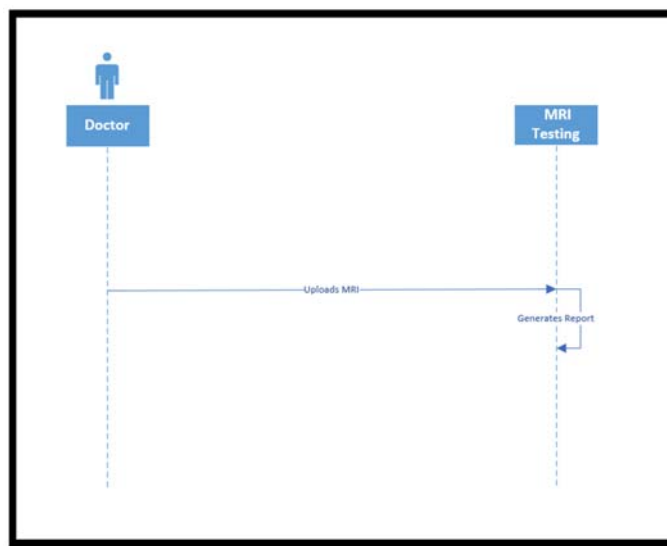 Doctor
MRI
Testing
Uploads MRI
Generates Report